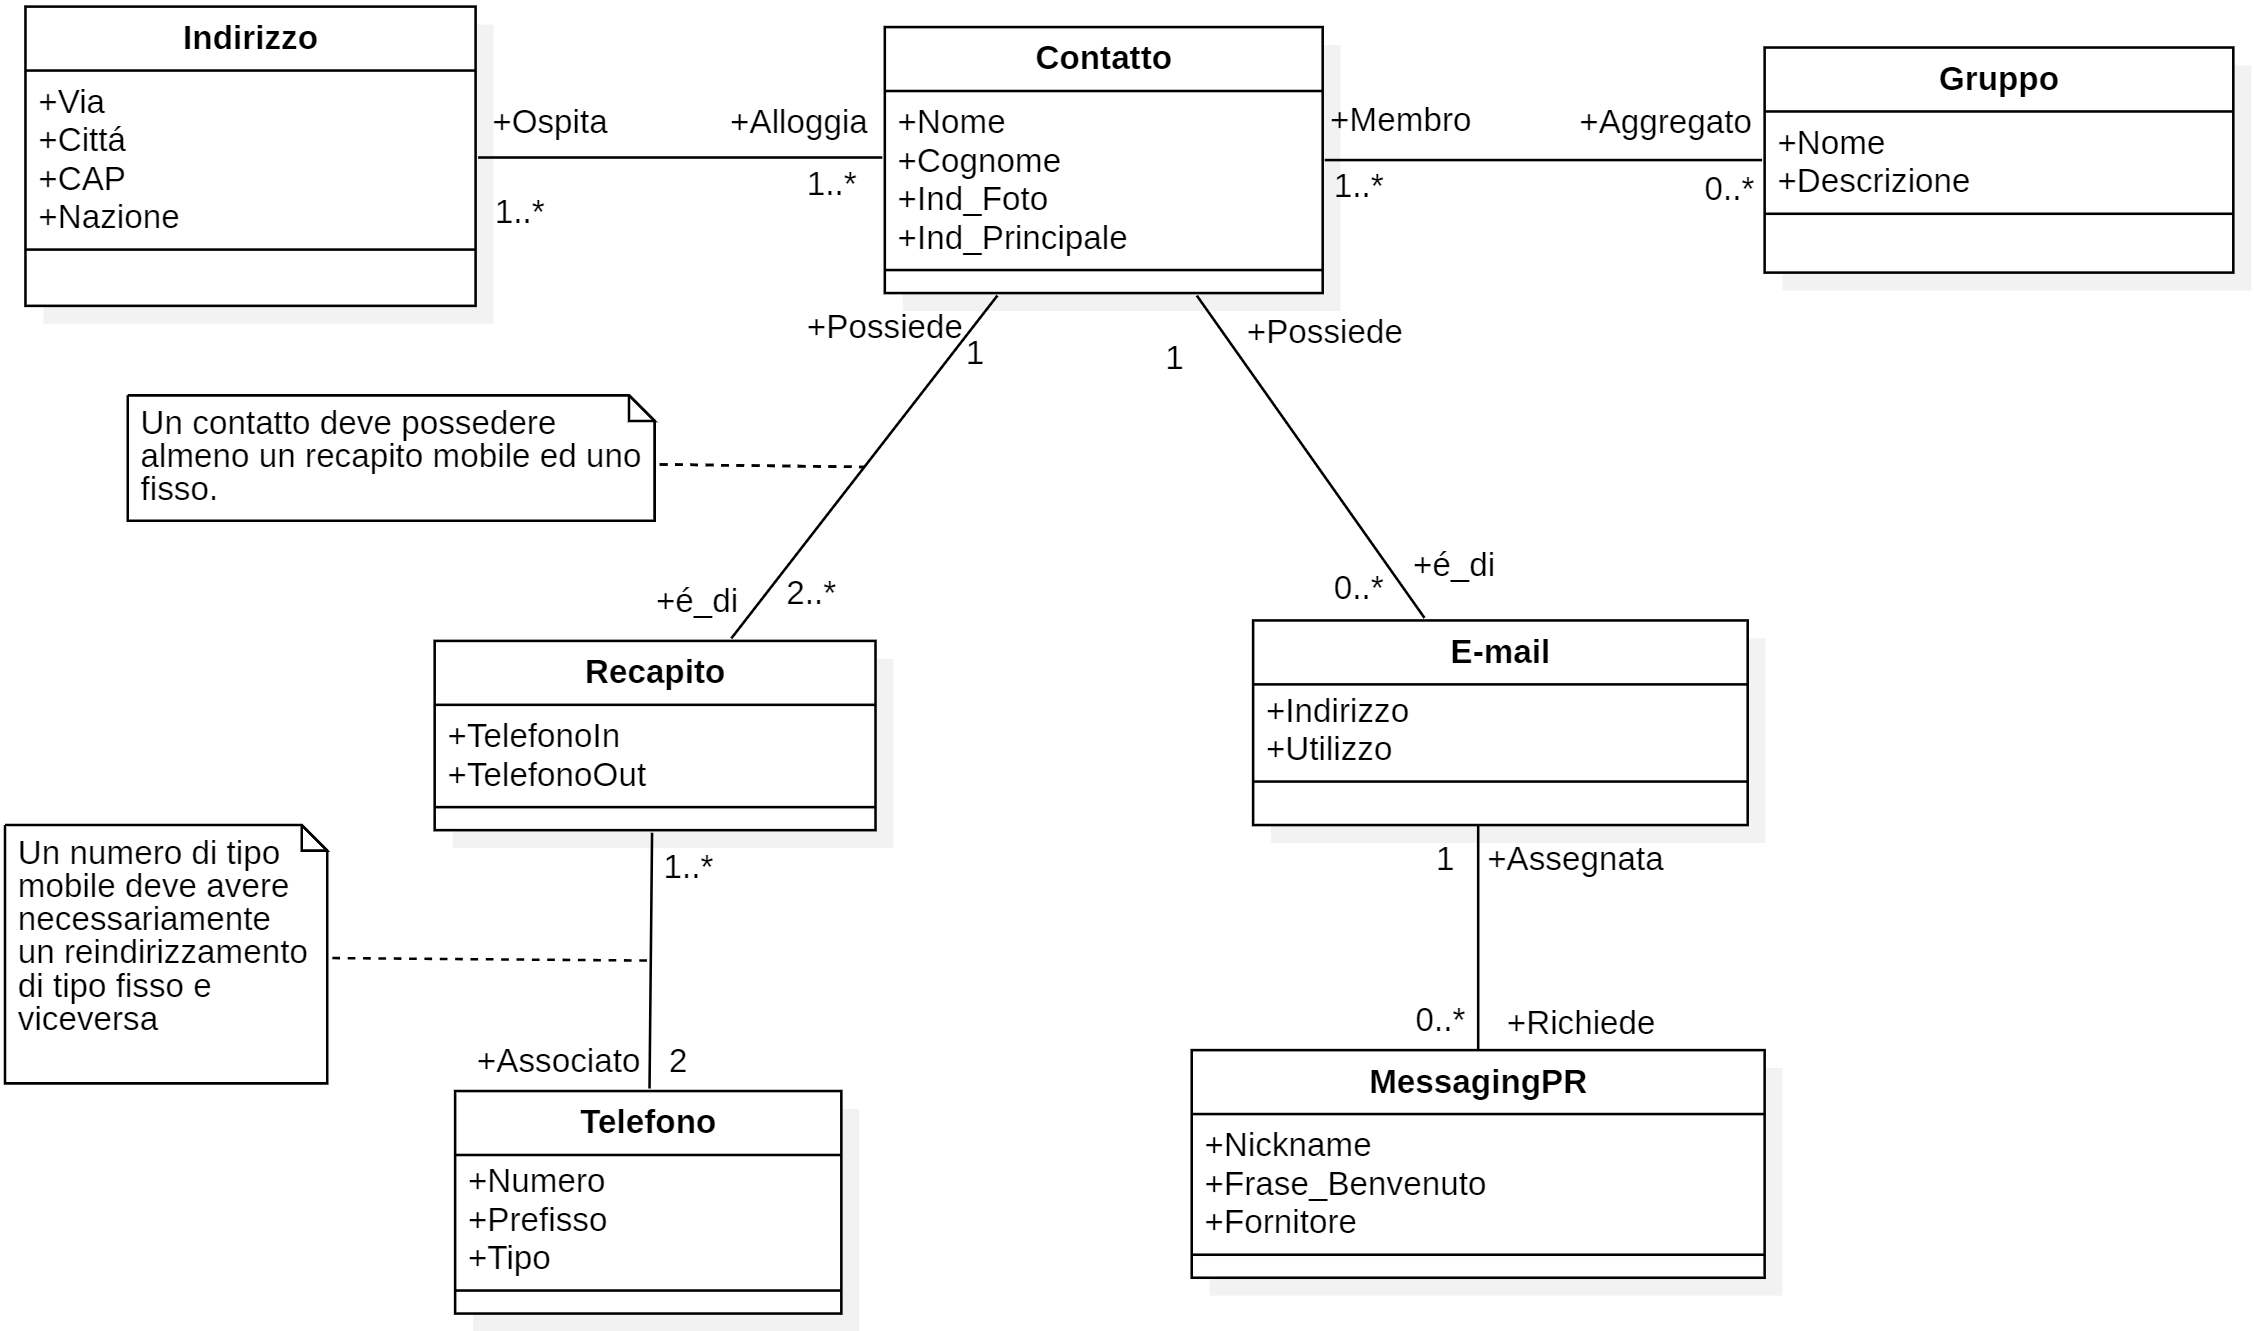 Indirizzo
+Via
+Cittá
+CAP
+Nazione
+Ospita
1..*
+Alloggia
1..*
Contatto
+Nome
+Cognome
+Ind_Foto
+Ind_Principale
+Membro
1..*
+Aggregato
0..*
Gruppo
+Nome
+Descrizione
+Possiede
1
1
+Possiede
Un contatto deve possedere
almeno un recapito mobile ed uno
fisso.
+é_di
2..*
0..*
+é_di
Recapito
+TelefonoIn
+TelefonoOut
E-mail
+Indirizzo
+Utilizzo
Un numero di tipo
mobile deve avere
necessariamente
un reindirizzamento
di tipo fisso e
viceversa
1..*
+Associato
2
1
+Assegnata
0..*
+Richiede
Telefono
+Numero
+Prefisso
+Tipo
MessagingPR
+Nickname
+Frase_Benvenuto
+Fornitore